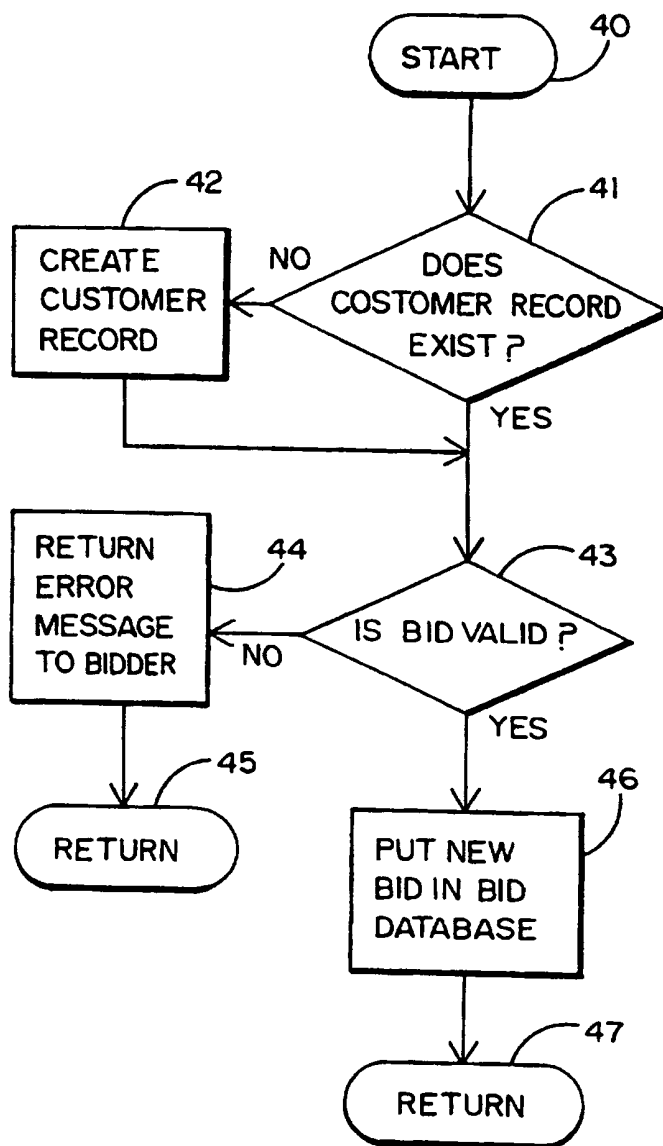 START
40
42
41
CREATE
CUSTOMER
RECORD
NO
DOES
COSTOMER RECORD
EXIST?
YES
RETURN
ERROR
MESSAGE
TO BIDDER
44
43
IS BID VALID?
NO
YES
45
RETURN
46
PUT NEW
BID IN BID
DATABASE
47
RETURN